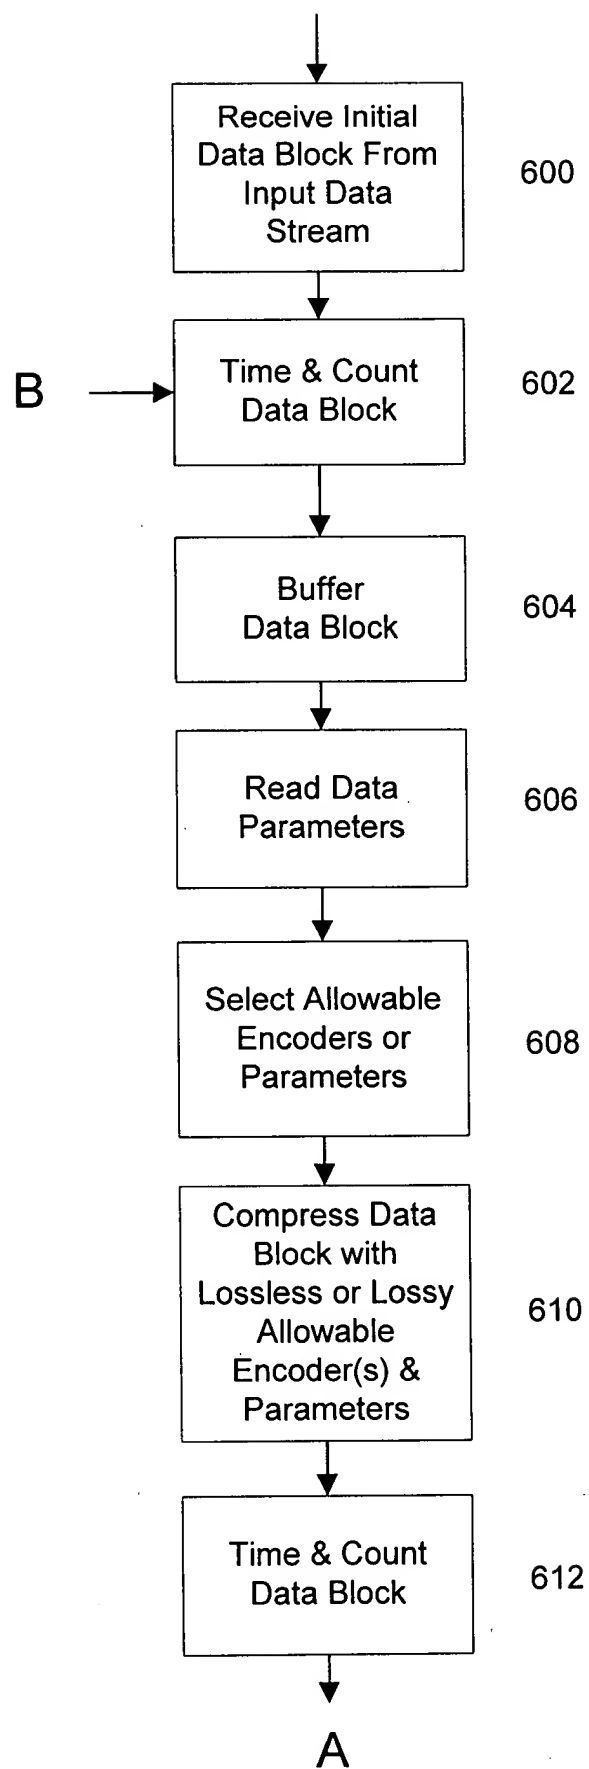 Receive Initial
Data Block From
Input Data
Stream
600
B
Time & Count
Data Block
602
Buffer
Data Block
604
Read Data
Parameters
606
Select Allowable
Encoders or
Parameters
608
Compress Data
Block with
Lossless or Lossy
Allowable
Encoder(s) &
Parameters
610
Time & Count
Data Block
612
A